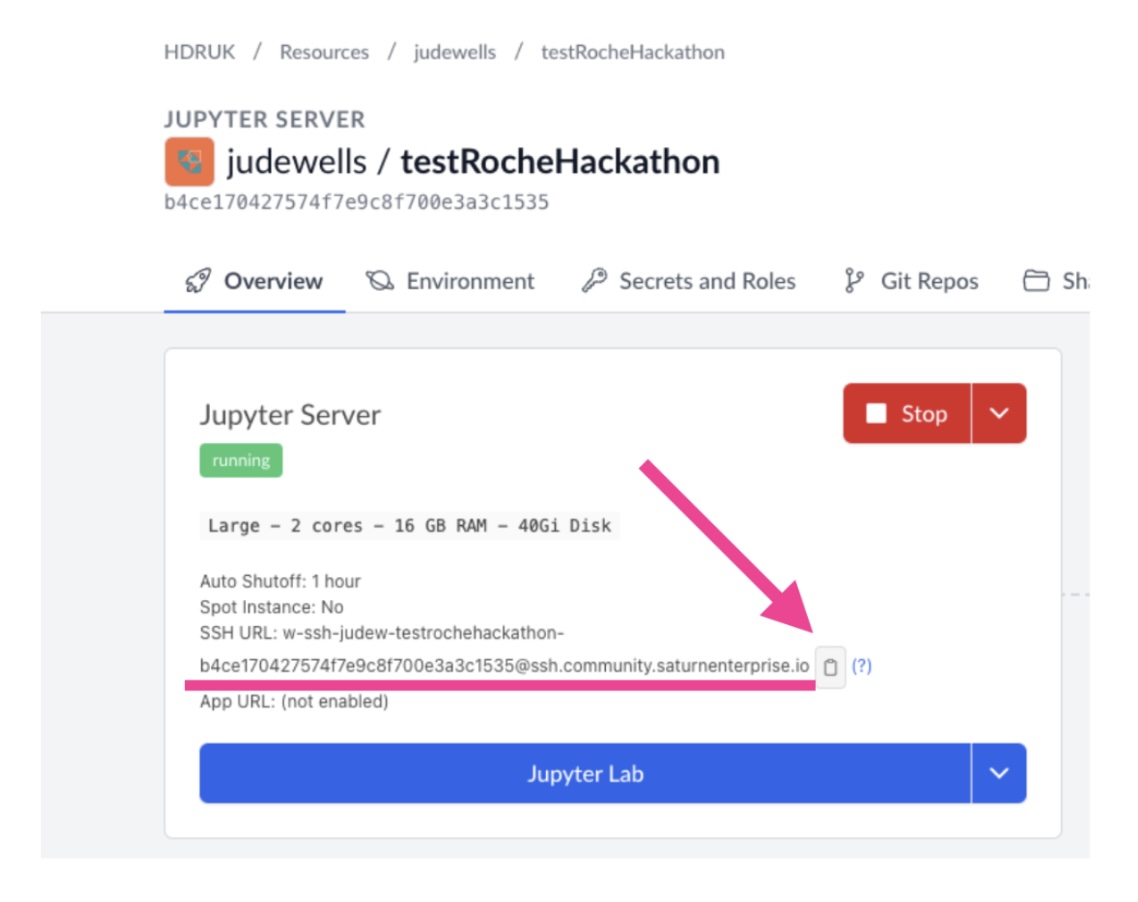 HDRUK / Resources / judewells / testRocheHackathon
JUPYTER SERVER
judewells / testRocheHackathon
b4ce170427574f7e9c8f700e3a3c1535
Overview Environment Secrets and Roles Git Repos Sh
Jupyter Server
Stop
running
Large – 2 cores – 16 GB RAM – 40Gi Disk
Auto Shutoff: 1 hour
Spot Instance: No
SSH URL: w-ssh-judew-testrochehackathon-
b4ce170427574f7e9c8f700e3a3c1535@ssh.community.saturnenterprise.io (?)
App URL: (not enabled)
Jupyter Lab